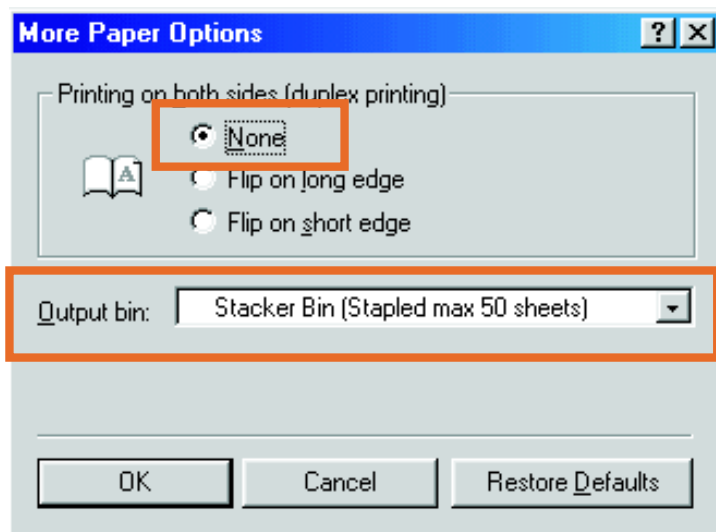 More Paper Options
? X
Printing on both sides (duplex printing)
None
A
Flip on long edge
Flip on short edge
Output bin: Stacker Bin (Stapled max 50 sheets)
OK Cancel Restore Defaults